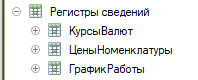 Регистры сведений
КурсыВалют
ЦеныНоменклатуры
ГрафикРаботы